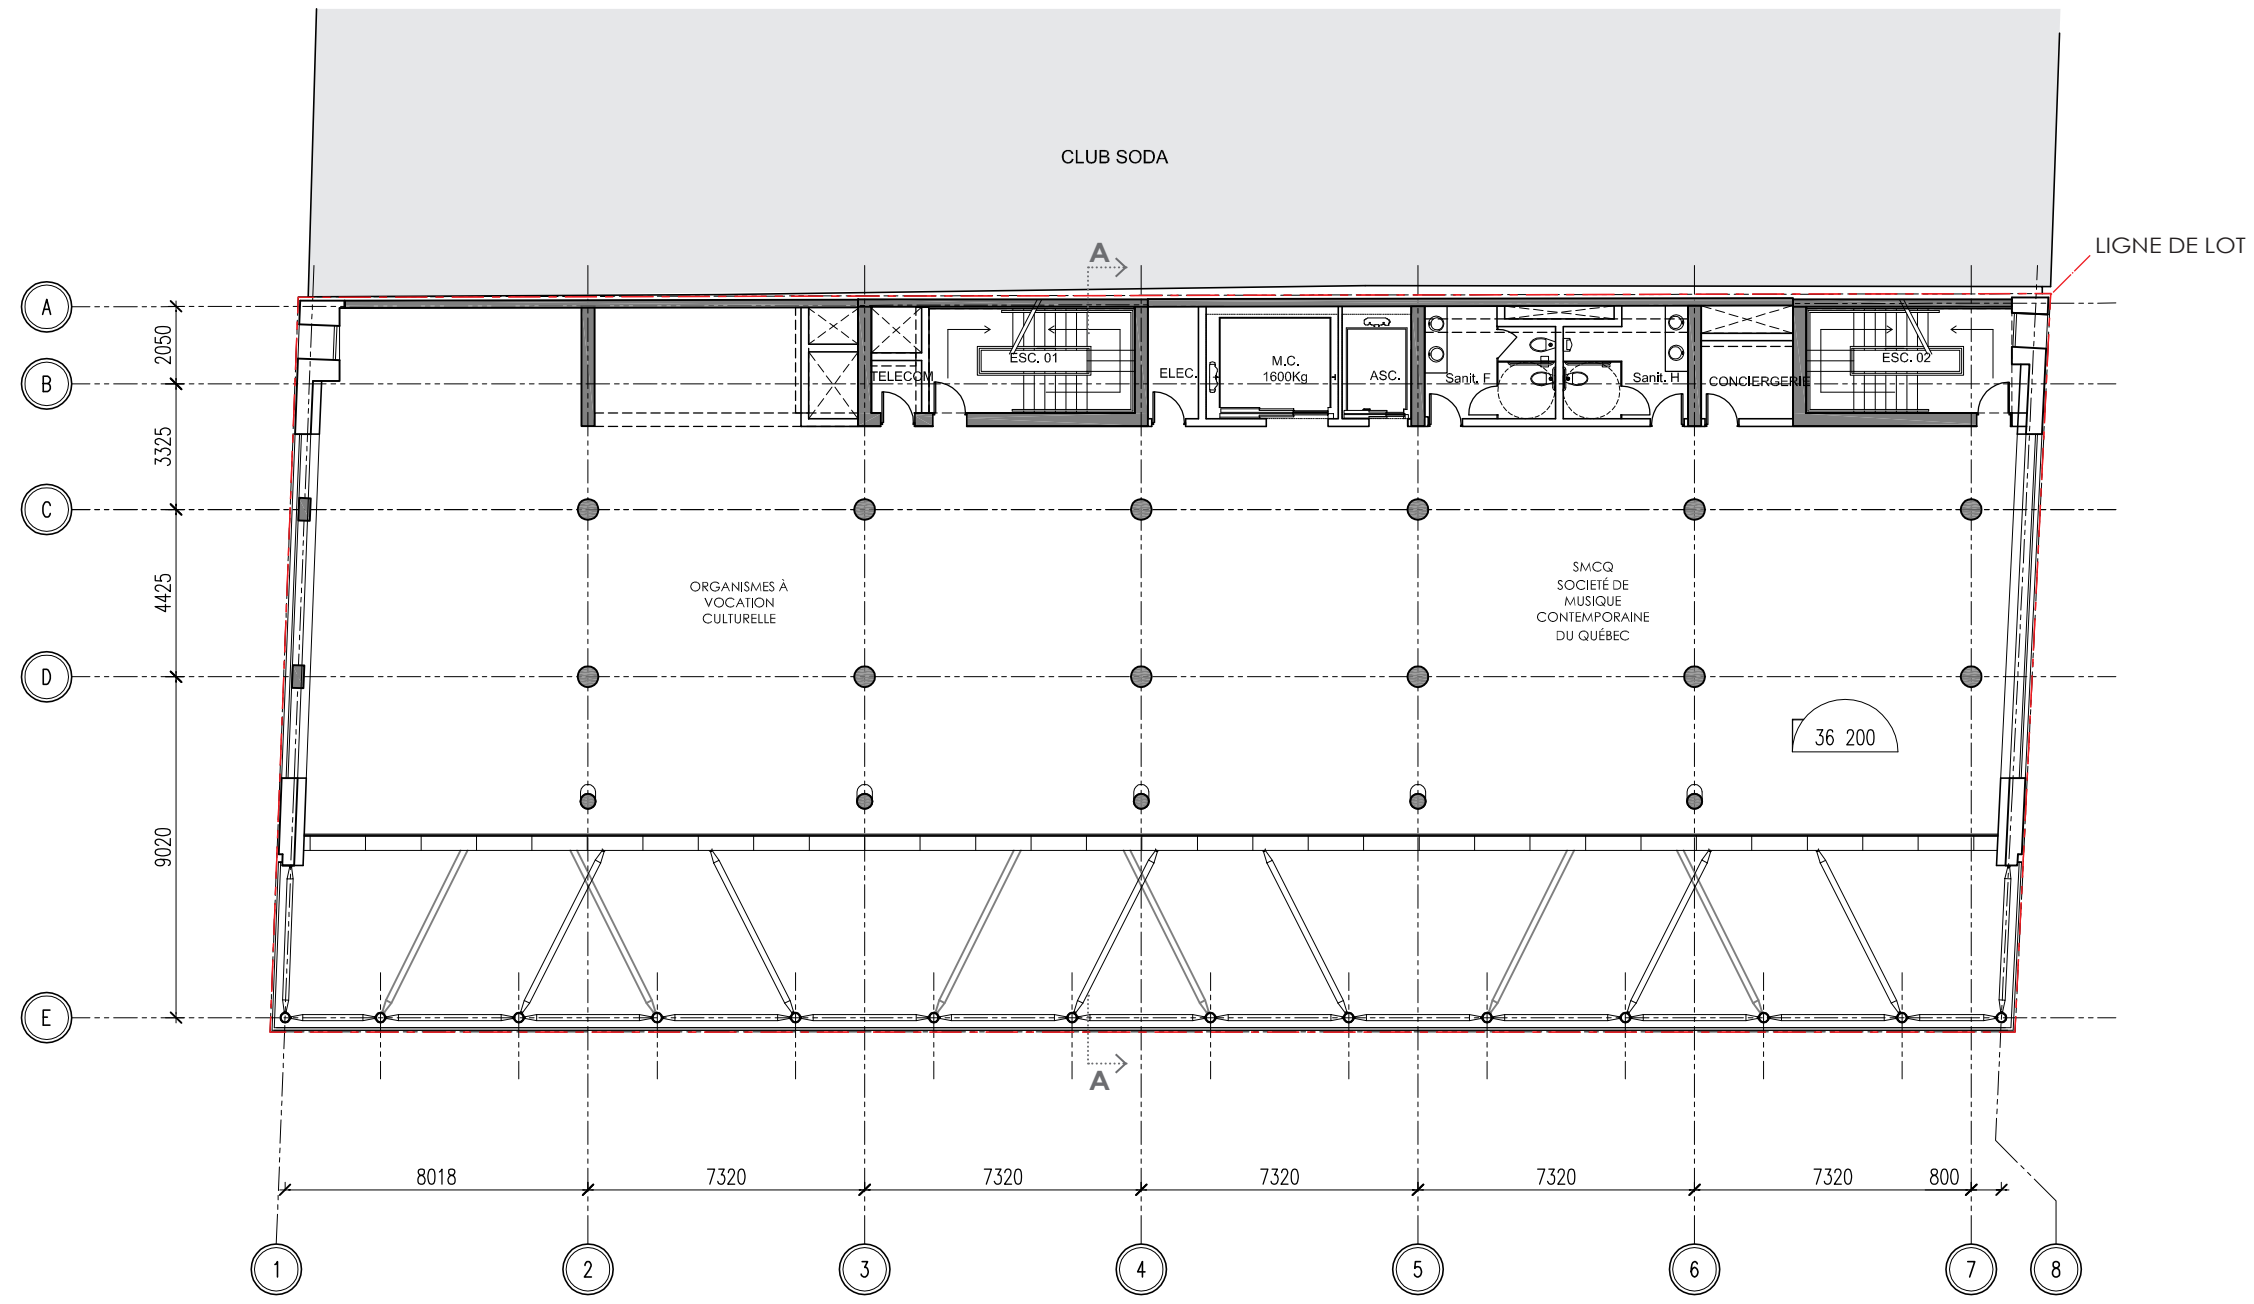 CLUB SODA
A
LIGNE DE LOT
A
2050
B
ESC. 01
TELECOM
ELEC.
M.C.
1600Kg
ASC.
Sanit. F
Sanit. H
CONCIERGERIE
ESC. 02
3325
C
4425
ORGANISMES À
VOCATION
CULTURELLE
SMCQ
SOCIETÉ DE
MUSIQUE
CONTEMPORAINE
DU QUÉBEC
D
36 200
9020
E
A
8018
7320
7320
7320
7320
7320
800
1
2
3
4
5
6
7
8